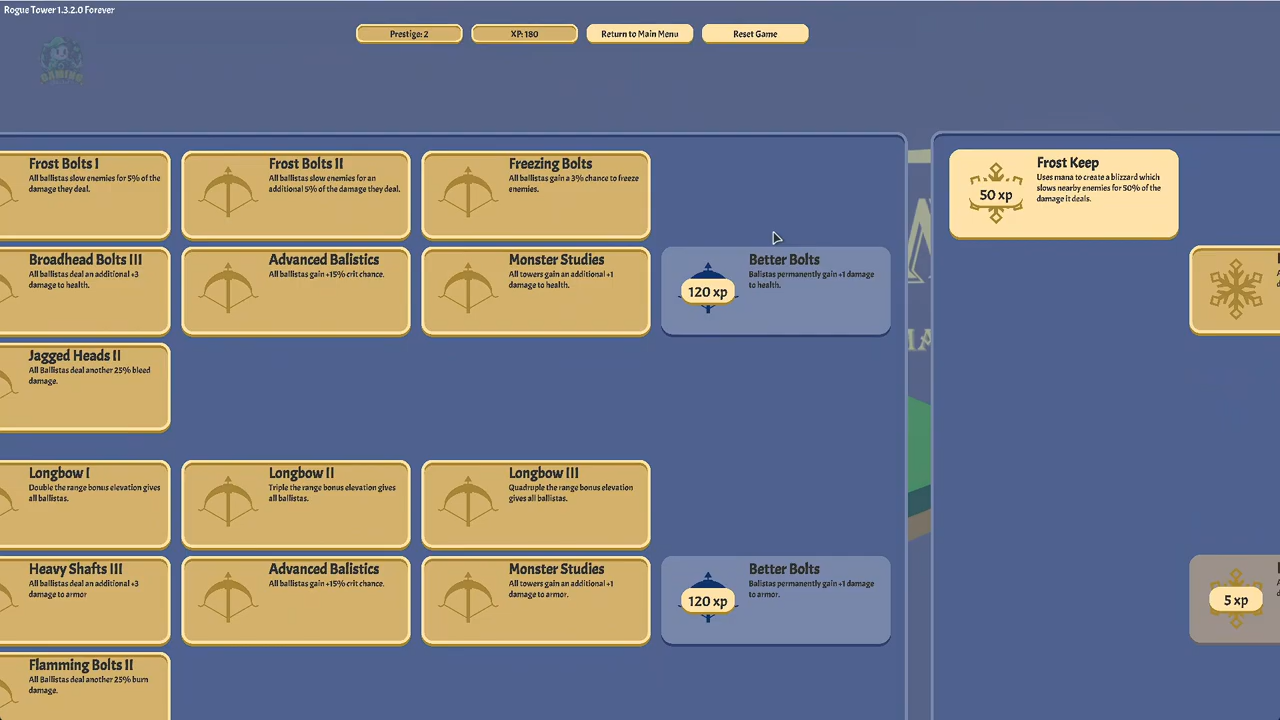 Rogue Tower 1.3.2.0 Forever
Prestige: 2
XP: 180
Return to Main Menu
Reset Game
GAMING
Frost Bolts I
All ballistas slow enemies for 5% of the
damage they deal.
Frost Bolts II
All ballistas slow enemies for an
additional 5% of the damage they deal.
Freezing Bolts
All ballistas gain a 3% chance to freeze
enemies.
50 xp
Frost Keep
Uses mana to create a blizzard which
slows nearby enemies for 50% of the
damage it deals.
Broadhead Bolts III
All ballistas deal an additional +3
damage to health.
Advanced Balistics
All ballistas gain +15% crit chance.
Monster Studies
All towers gain an additional +1
damage to health.
120 xp
Better Bolts
Balistas permanently gain +1 damage
to health.
Jagged Heads II
All Ballistas deal another 25% bleed
damage.
Longbow I
Double the range bonus elevation gives
all ballistas.
Longbow II
Triple the range bonus elevation gives
all ballistas.
Longbow III
Quadruple the range bonus elevation
gives all ballistas.
Heavy Shafts III
All ballistas deal an additional +3
damage to armor
Advanced Balistics
All ballistas gain +15% crit chance.
Monster Studies
All towers gain an additional +1
damage to armor.
120 xp
Better Bolts
Balistas permanently gain +1 damage
to armor.
5 xp
Flamming Bolts II
All Ballistas deal another 25% burn
damage.